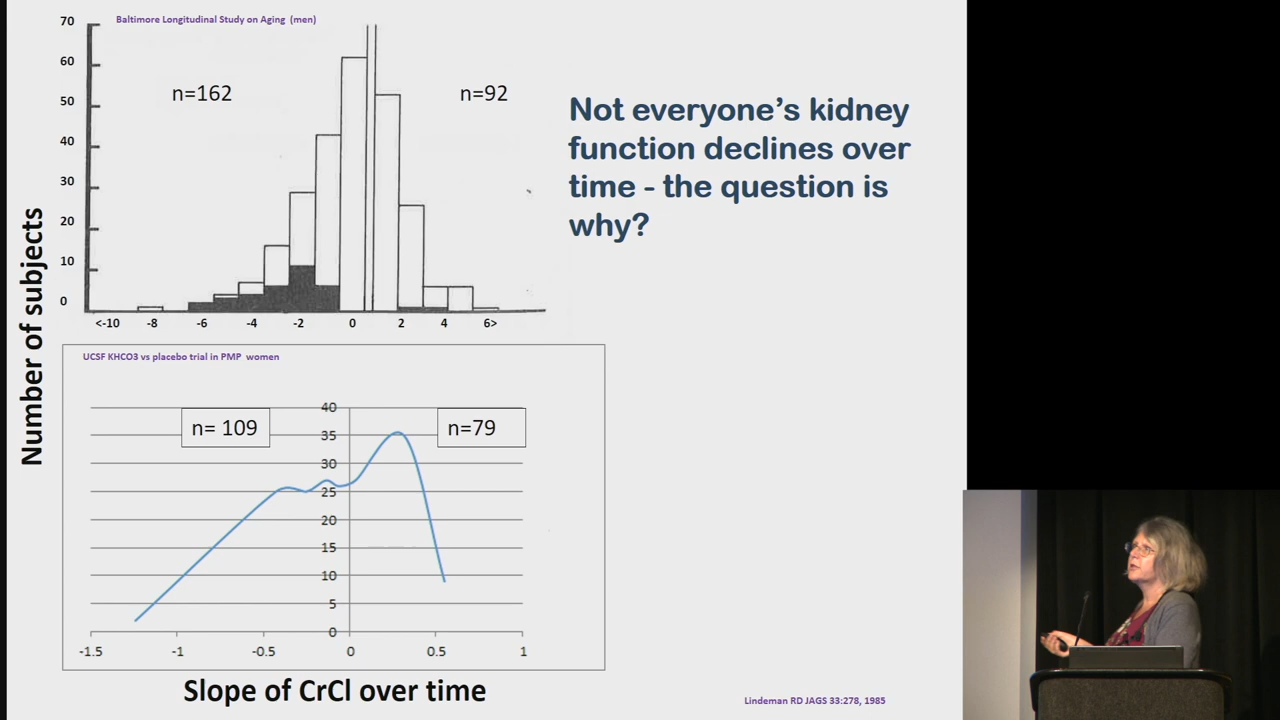 Baltimore Longitudinal Study on Aging (men)
70
60
50
40
30
20
10
0
n=162
n=92
<-10 -8 -6 -4 -2 0 2 4 6>
Number of subjects
Not everyone’s kidney
function declines over
time - the question is
why?
UCSF KHCO3 vs placebo trial in PMP women
n= 109
n=79
40
35
30
25
20
15
10
5
0
-1.5 -1 -0.5 0 0.5 1
Slope of CrCl over time
Lindeman RD JAGS 33:278, 1985